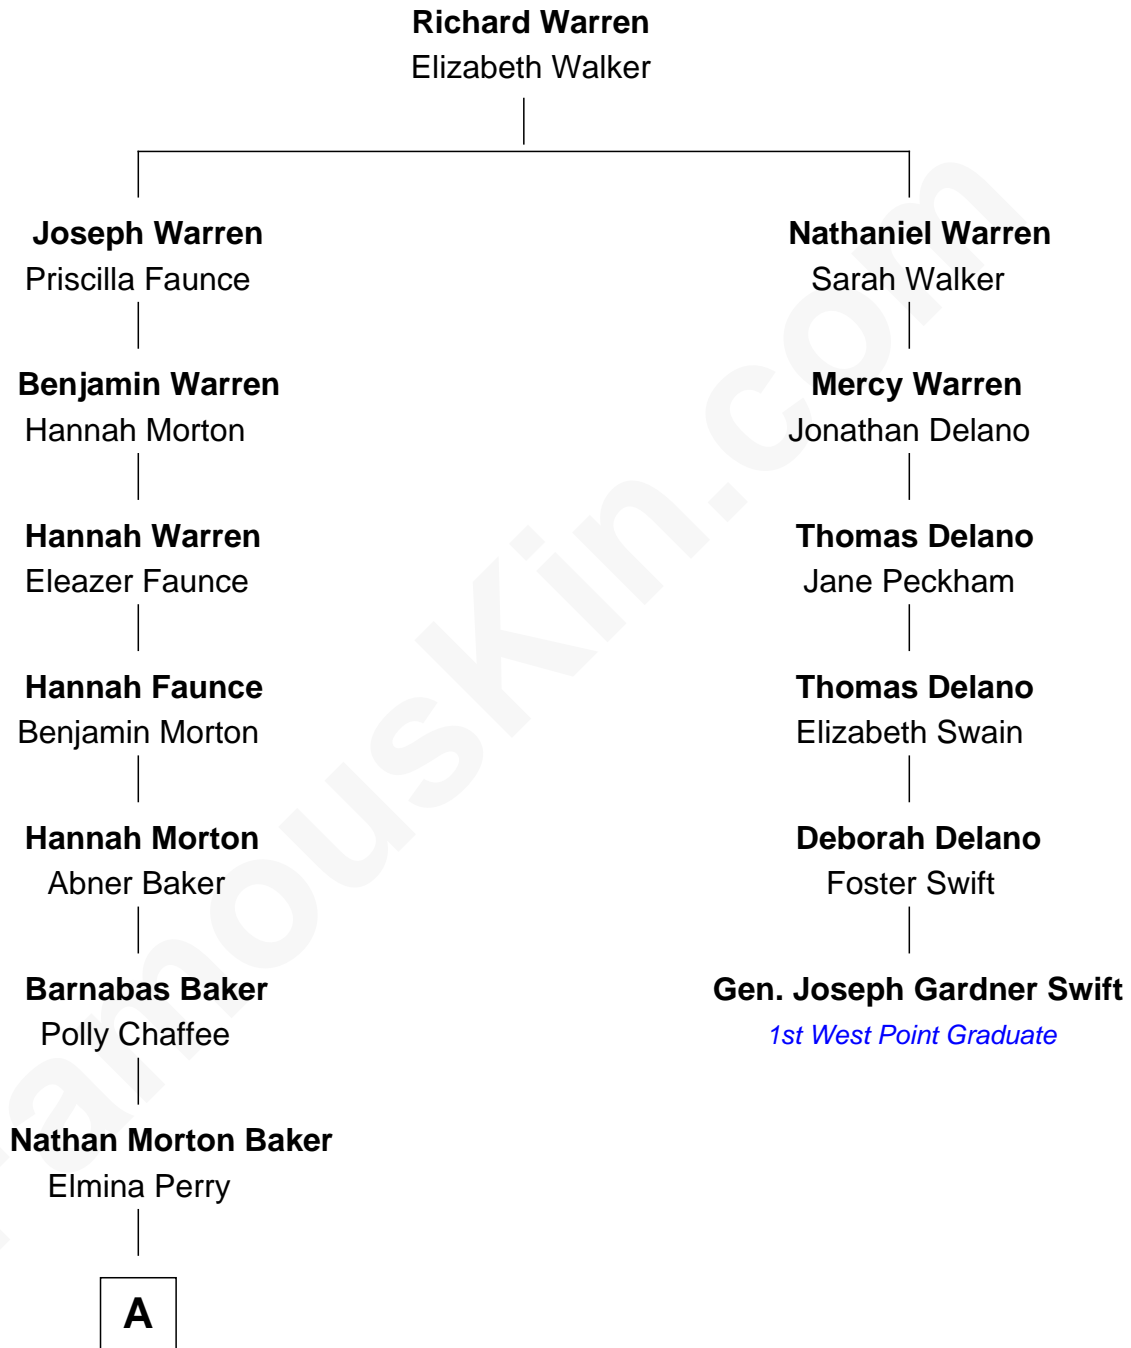 Richard Warren
Elizabeth Walker
Joseph Warren
Priscilla Faunce
Benjamin Warren
Hannah Morton
Hannah Warren
Eleazer Faunce
Hannah Faunce
Benjamin Morton
Hannah Morton
Abner Baker
Barnabas Baker
Polly Chaffee
Nathan Morton Baker
Elmina Perry
A
Nathaniel Warren
Sarah Walker
Mercy Warren
Jonathan Delano
Thomas Delano
Jane Peckham
Thomas Delano
Elizabeth Swain
Deborah Delano
Foster Swift
Gen. Joseph Gardner Swift
1st West Point Graduate
FamousKin.com